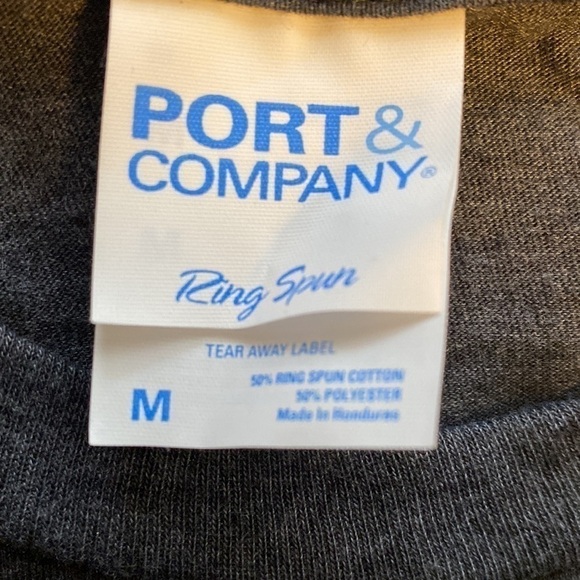 PORT &
COMPANY®
Ring Spun
TEAR AWAY LABEL
50% RING SPUN COTTON
50% POLYESTER
M
Made In Honduras